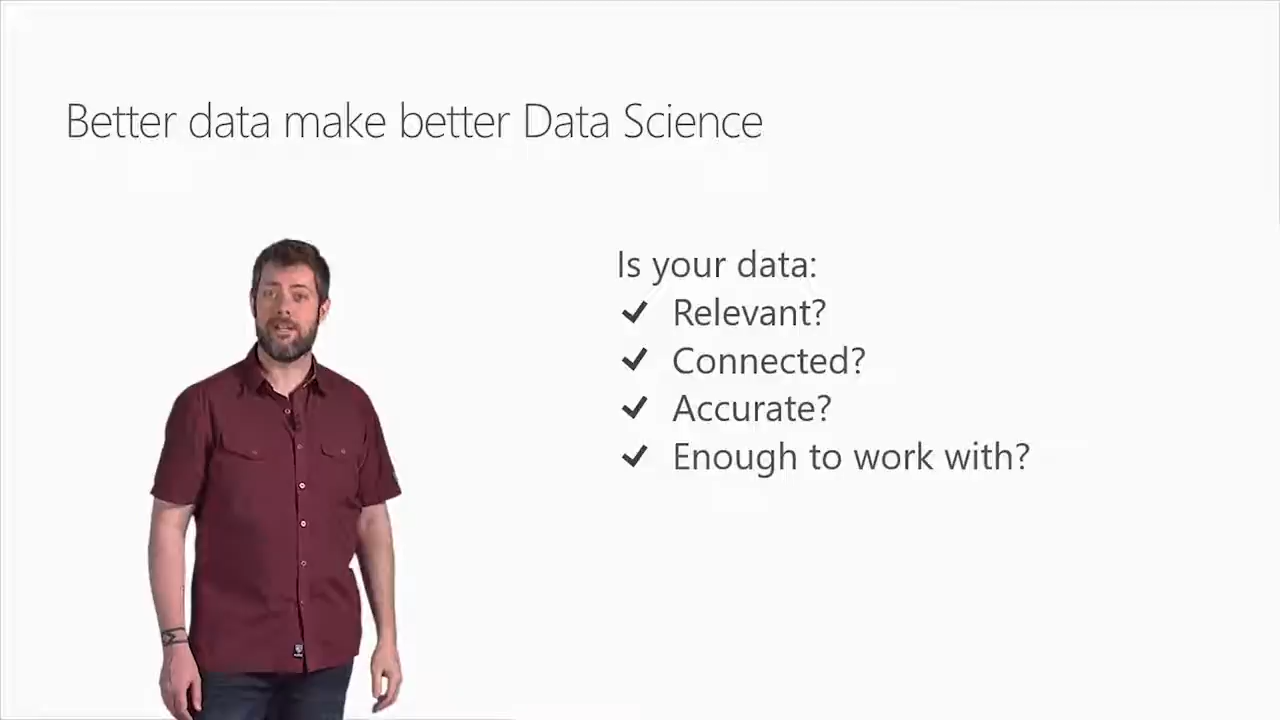 Better data make better Data Science
Is your data:
✔ Relevant?
✔ Connected?
✔ Accurate?
✔ Enough to work with?